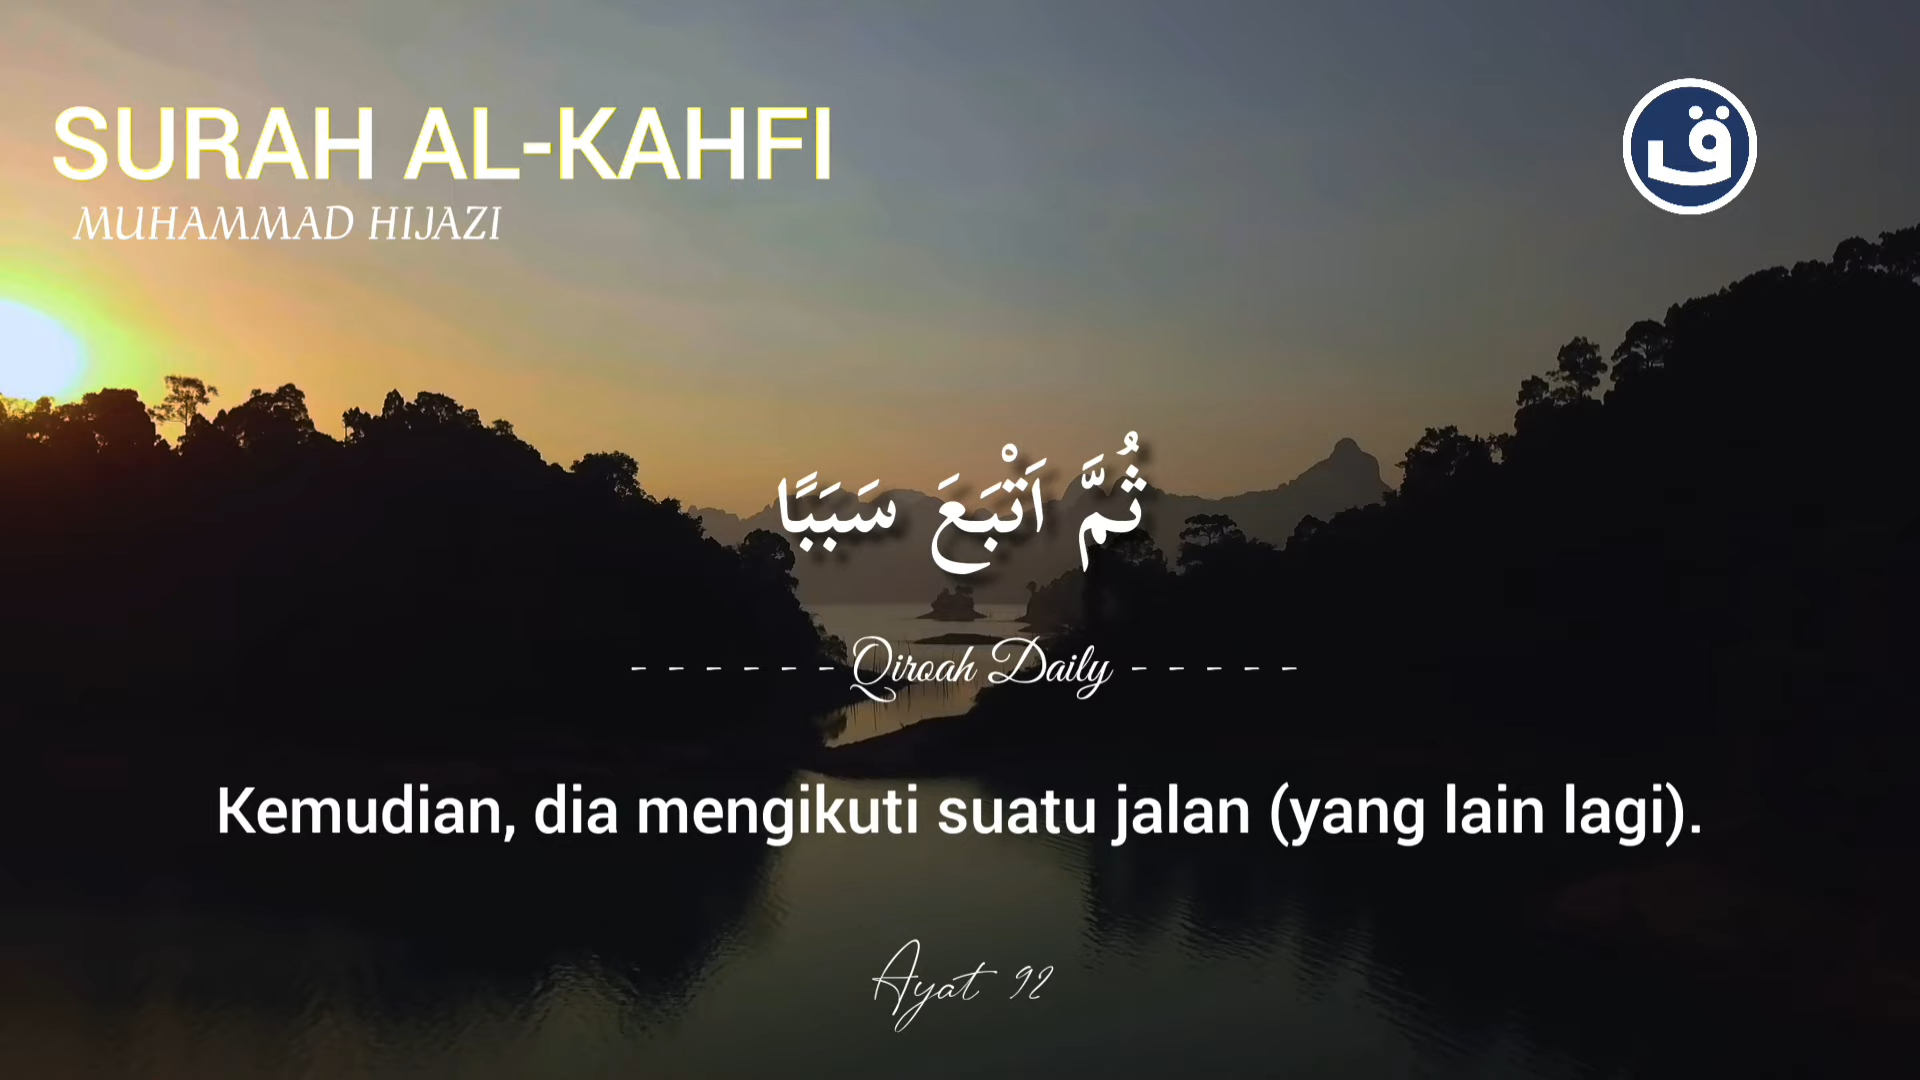 SURAH AL-KAHFI
MUHAMMAD HIJAZI
ق
ثُمَّ اَتْبَعَ سَبَبًا
- - - - - - Qiroah Daily - - - - -
Kemudian, dia mengikuti suatu jalan (yang lain lagi).
Ayat 92